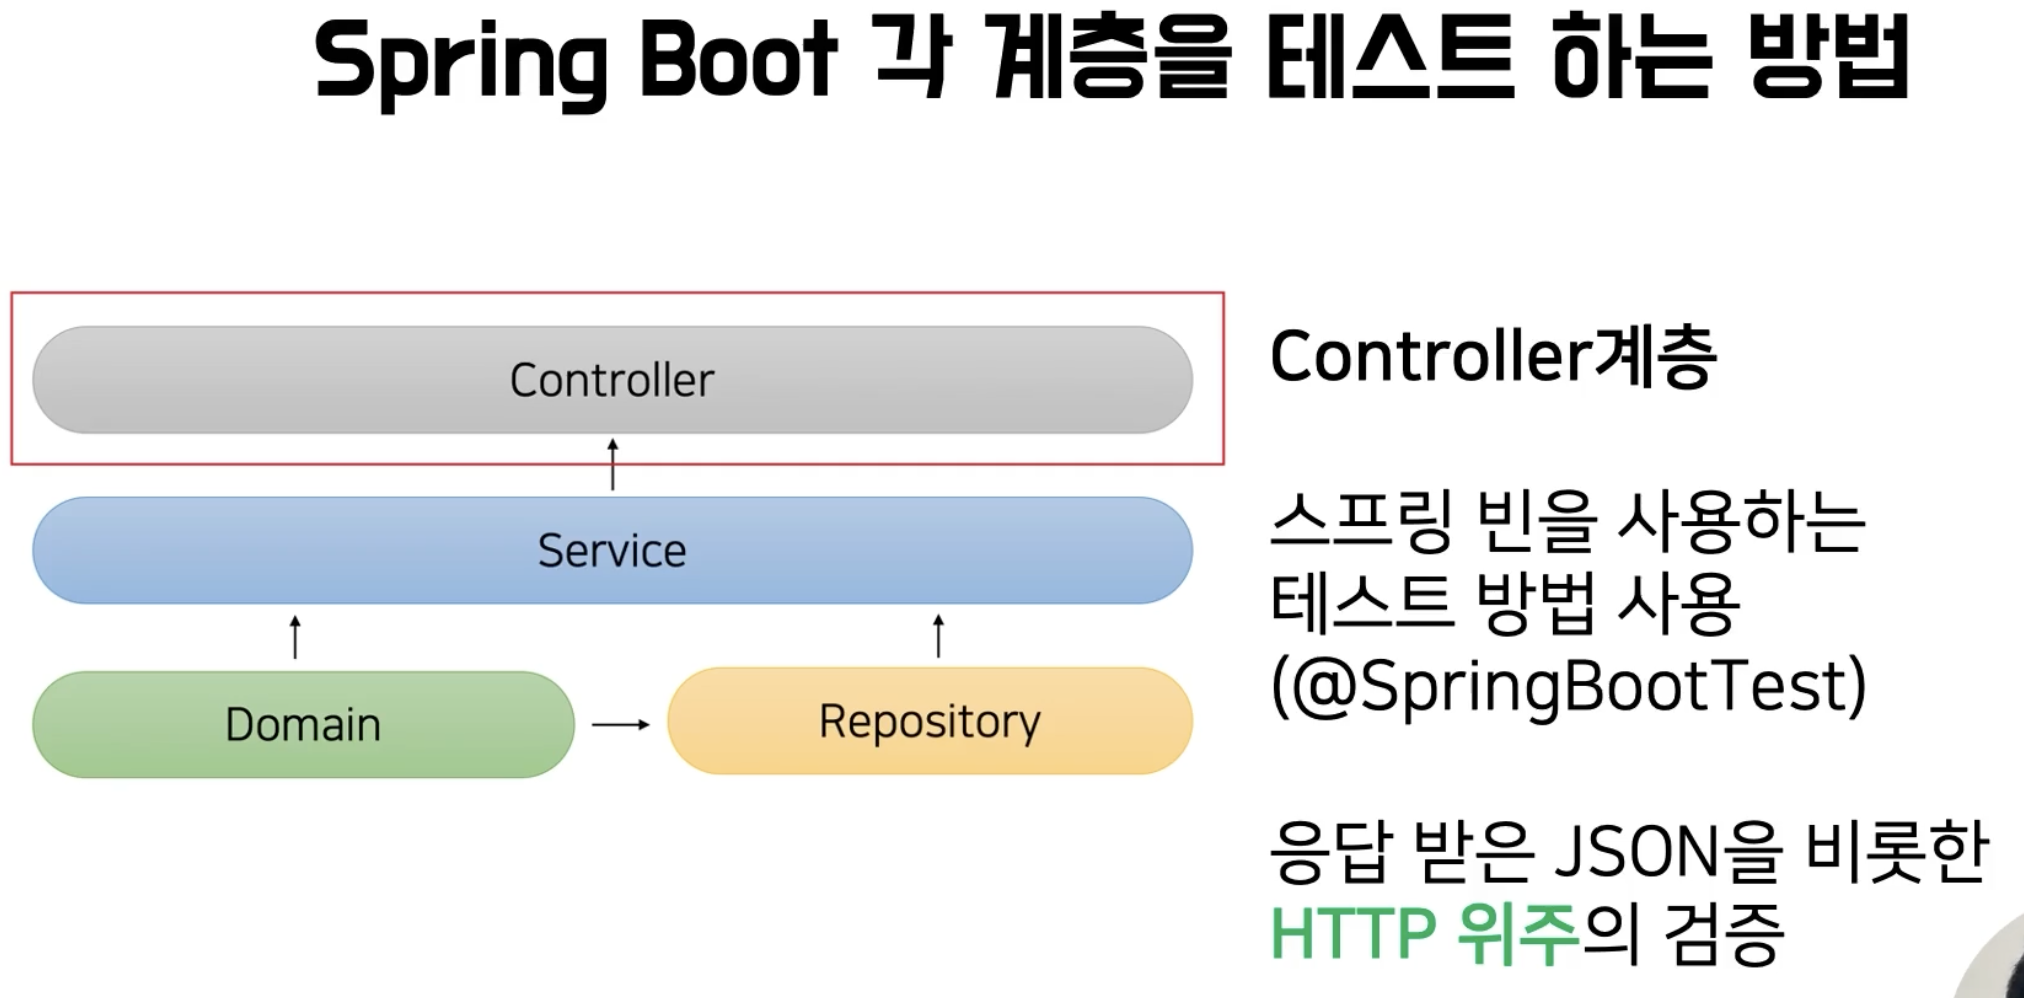 Spring Boot 각 계층을 테스트 하는 방법
Controller
Service
Domain
Repository
Controller계층
스프링 빈을 사용하는
테스트 방법 사용
(@SpringBootTest)
응답 받은 JSON을 비롯한
HTTP 위주의 검증